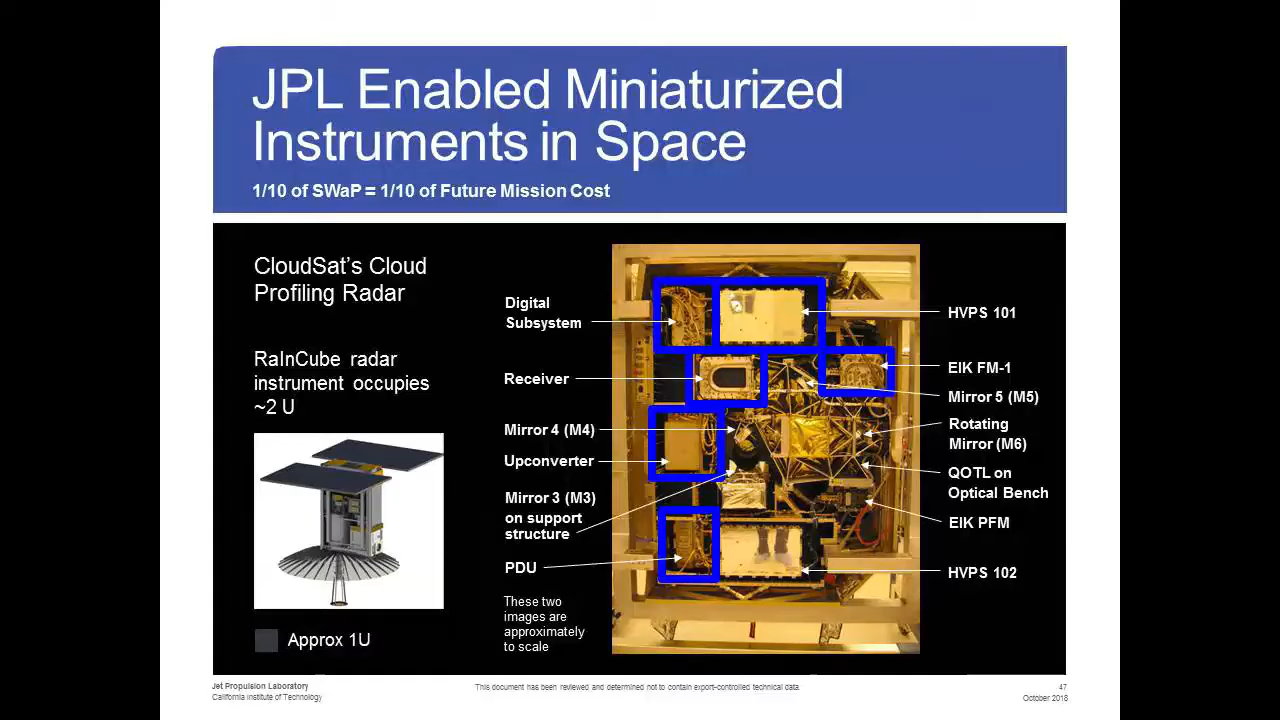 JPL Enabled Miniaturized
Instruments in Space
1/10 of SWaP = 1/10 of Future Mission Cost
CloudSat's Cloud
Profiling Radar
RaInCube radar
instrument occupies
~2 U
Approx 1U
Digital
Subsystem
Receiver
Mirror 4 (M4)
Upconverter
Mirror 3 (M3)
on support
structure
PDU
These two
images are
approximately
to scale
HVPS 101
EIK FM-1
Mirror 5 (M5)
Rotating
Mirror (M6)
QOTL on
Optical Bench
EIK PFM
HVPS 102
Jet Propulsion Laboratory
California Institute of Technology
This document has been reviewed and determined not to contain export-controlled technical data
47
October 2018